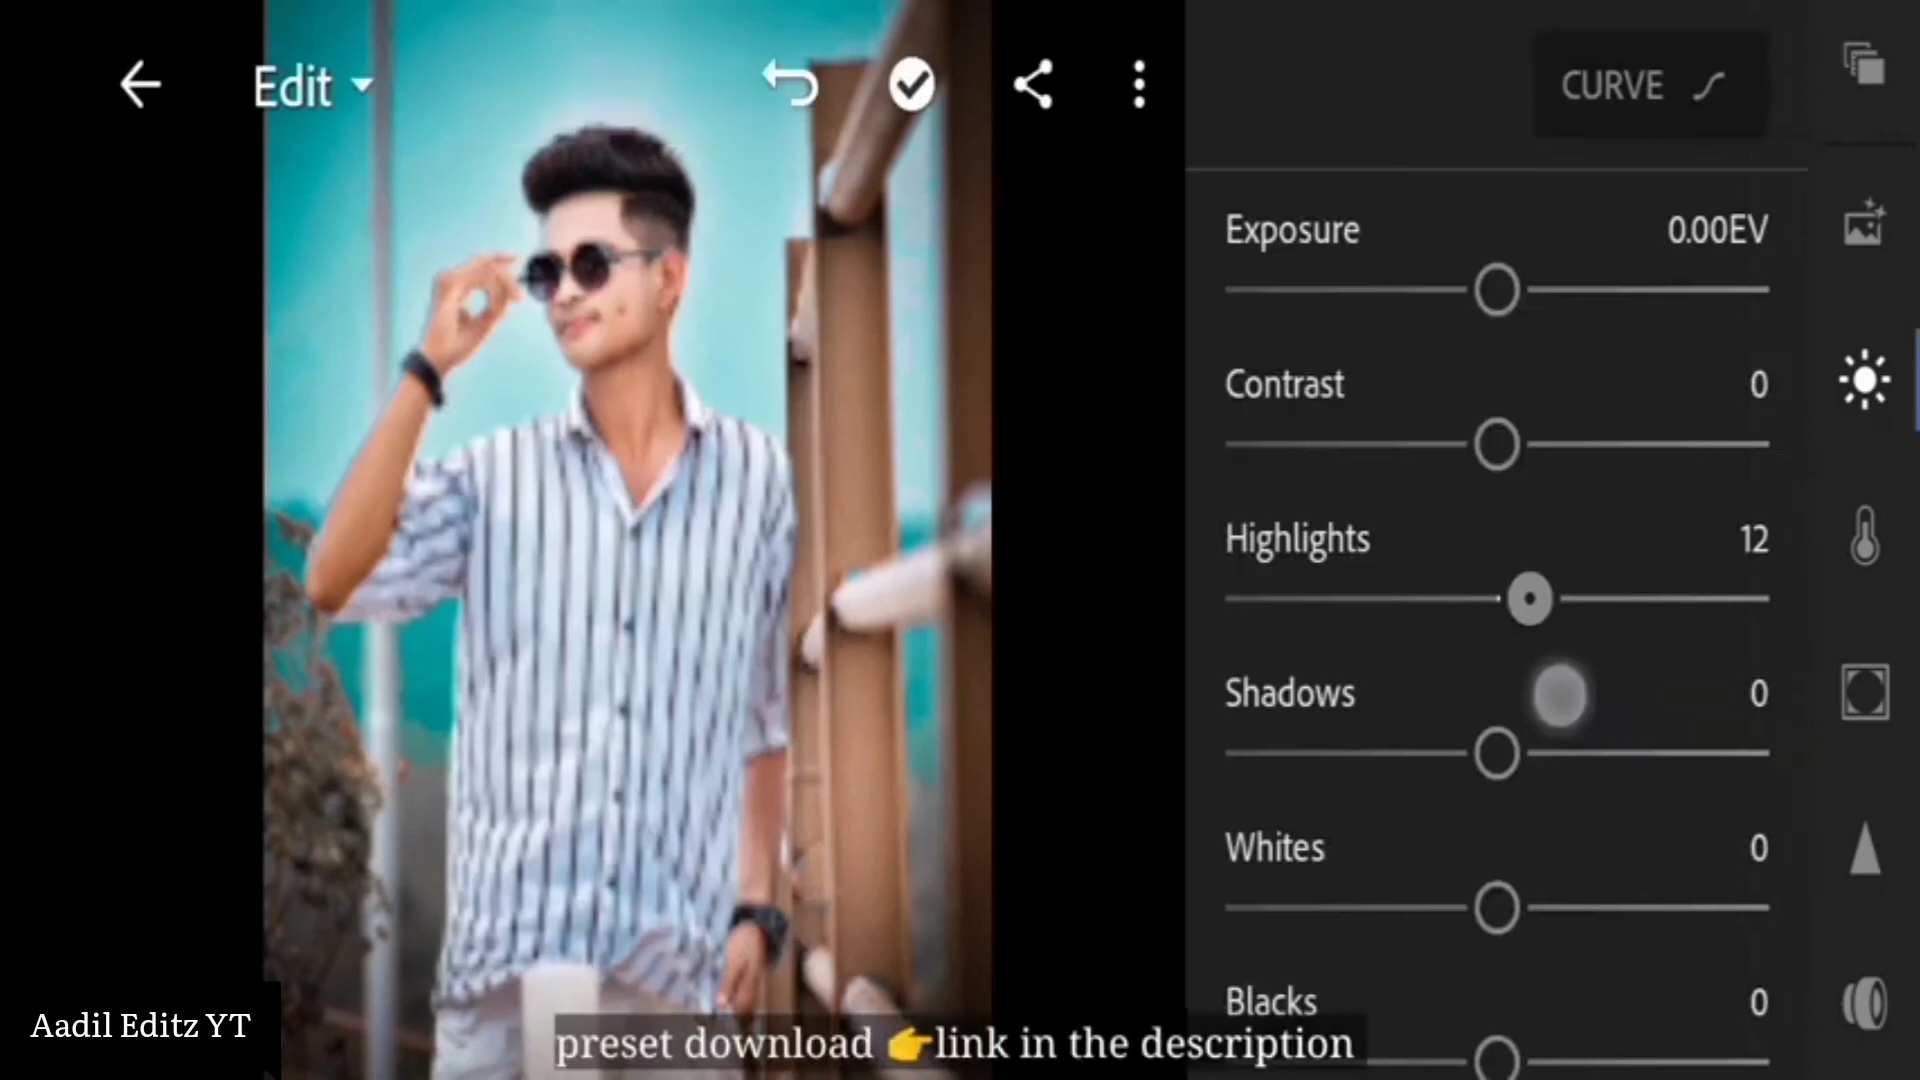 Edit
CURVE
Exposure 0.00EV
Contrast 0
Highlights 12
Shadows 0
Whites 0
Blacks 0
Aadil Editz YT
preset download 👉link in the description